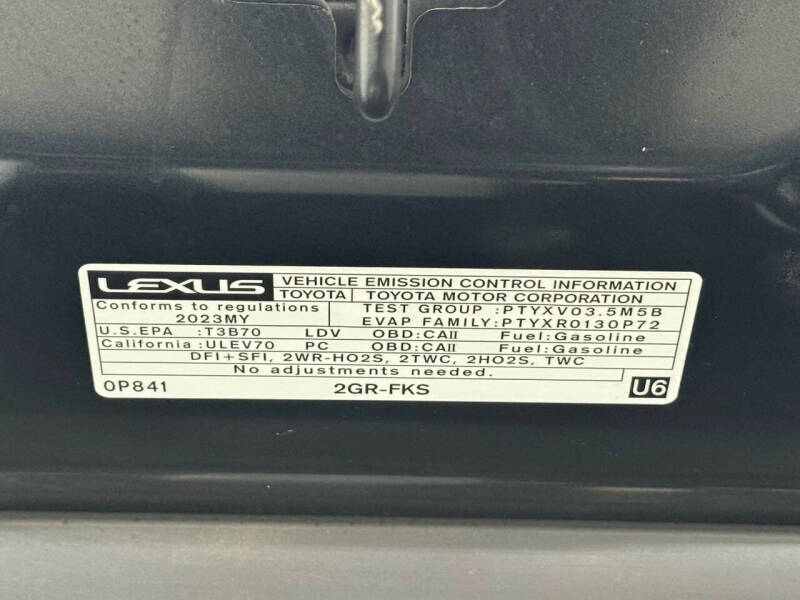 LEXUS VEHICLE EMISSION CONTROL INFORMATION
TOYOTA TOYOTA MOTOR CORPORATION
Conforms to regulations TEST GROUP :PTYXV03.5M5B
2023MY EVAP FAMILY:PTYXR0130P72
U.S.EPA :T3B70 LDV OBD:CAII Fuel:Gasoline
California :ULEV70 PC OBD:CAII Fuel:Gasoline
DFI+SFI, 2WR-HO2S, 2TWC, 2HO2S, TWC
No adjustments needed.
0P841 2GR-FKS U6